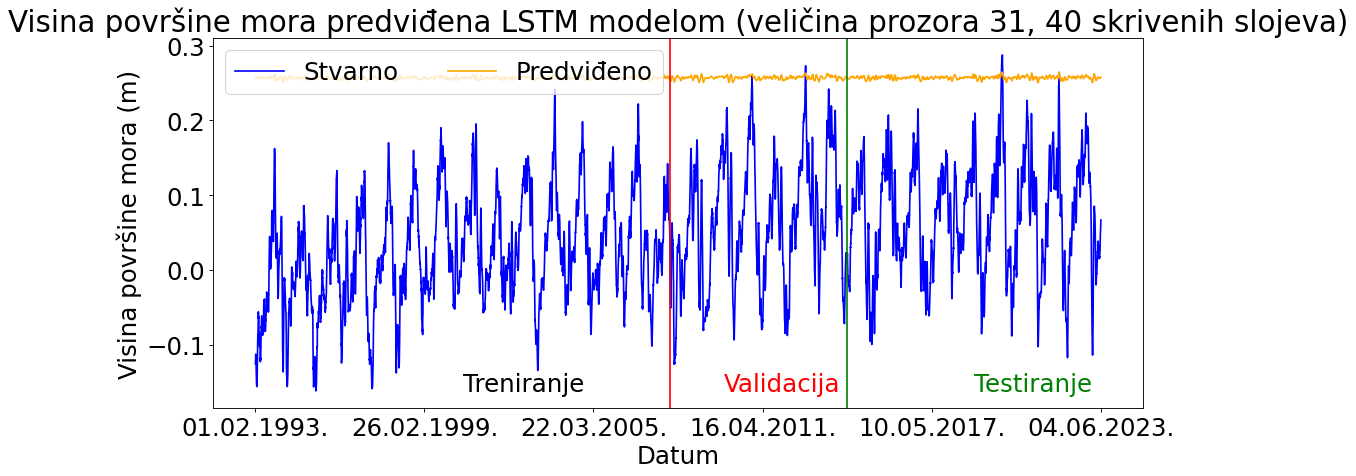 Visina površine mora predviđena LSTM modelom (veličina prozora 31, 40 skrivenih slojeva)
Stvarno Predviđeno
Visina površine mora (m)
0.3
0.2
0.1
0.0
−0.1
Treniranje Validacija Testiranje
01.02.1993. 26.02.1999. 22.03.2005. 16.04.2011. 10.05.2017. 04.06.2023.
Datum